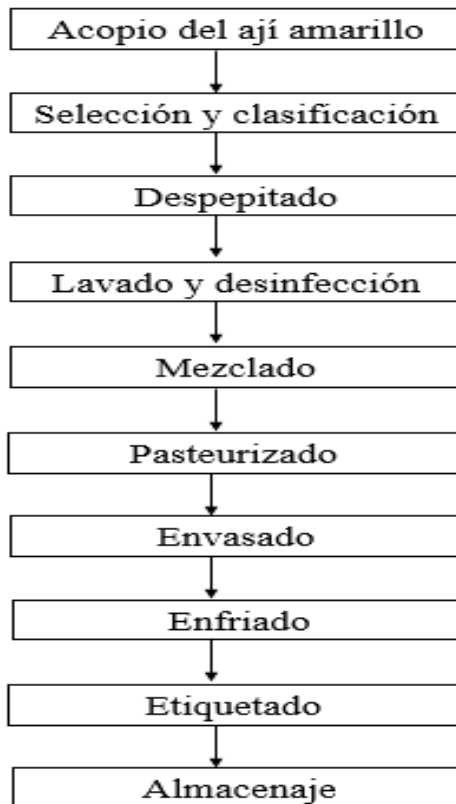 Acopio del ají amarillo
Selección y clasificación
Despepitado
Lavado y desinfección
Mezclado
Pasteurizado
Envasado
Enfriado
Etiquetado
Almacenaje